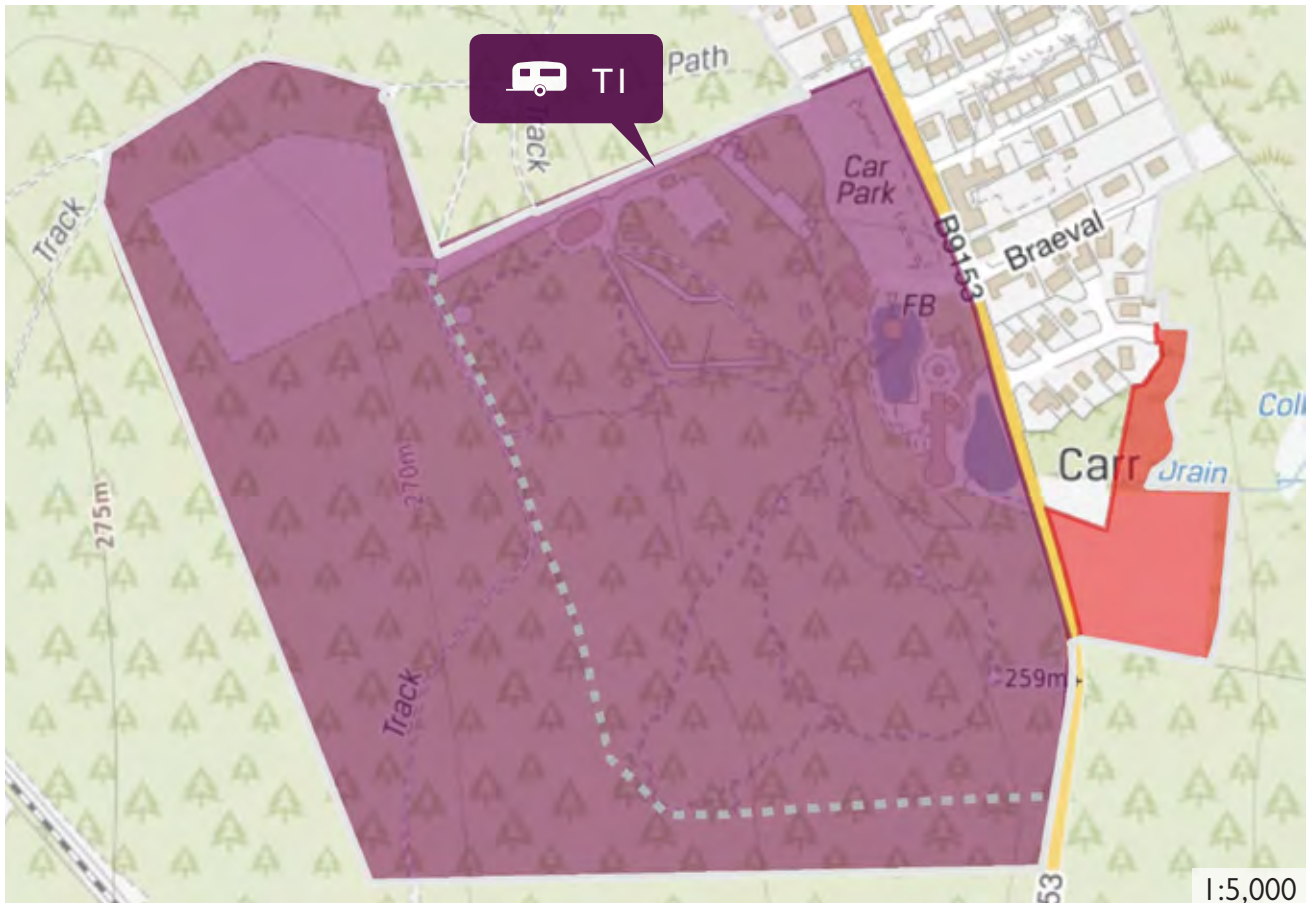 TI
Path
Track
Car
Park
Track
B9153
Braeval
FB
Coll
Carr
Drain
270m
275m
259m
Track
53
1:5,000